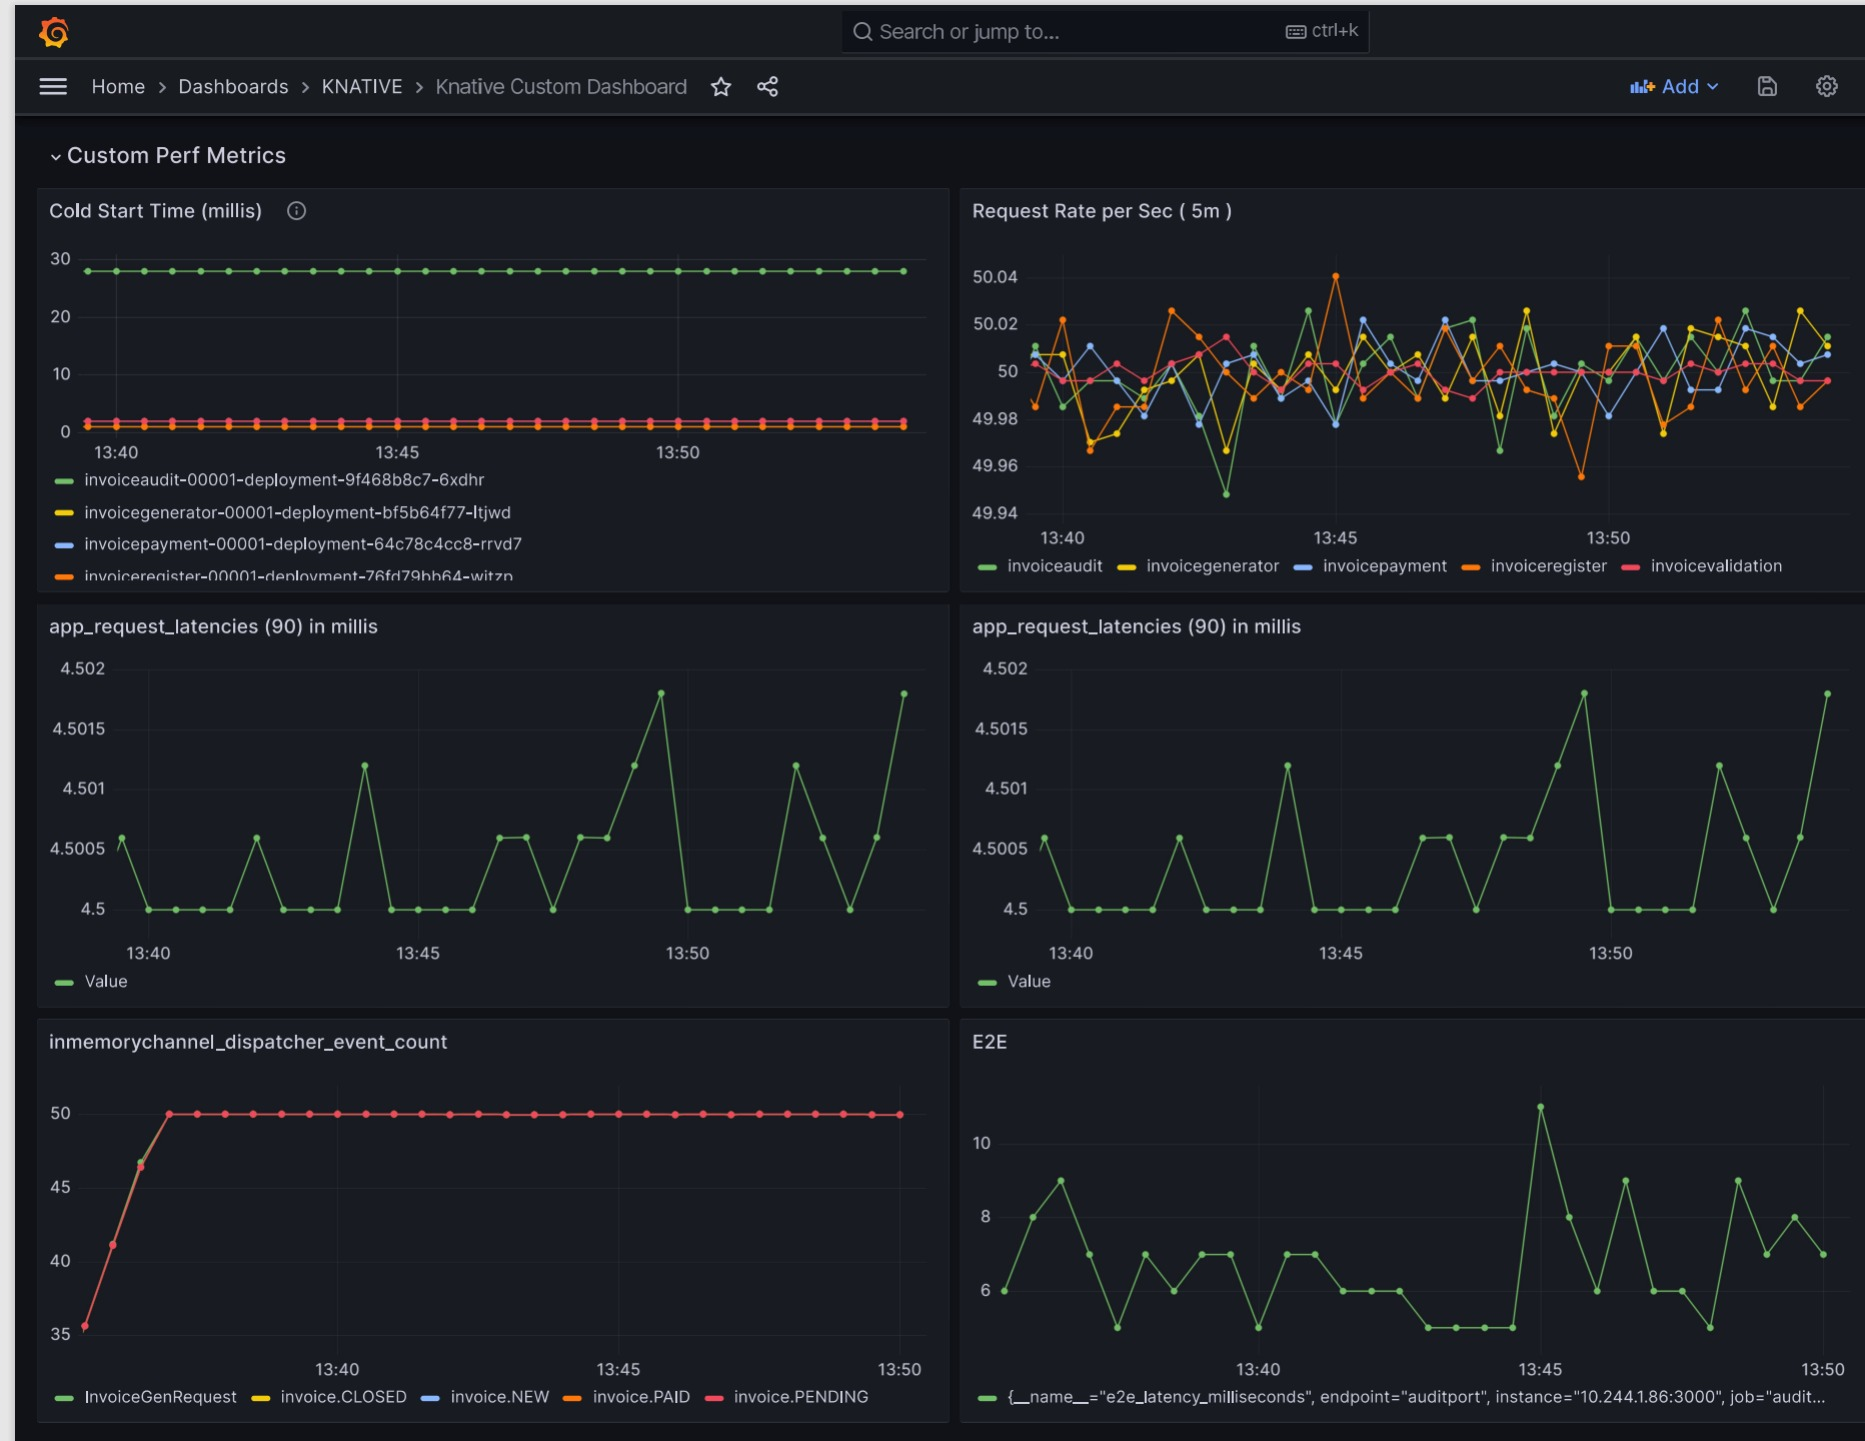 Search or jump to...
ctrl+k
Home > Dashboards > KNATIVE > Knative Custom Dashboard
Add
Custom Perf Metrics
Cold Start Time (millis)
30
20
10
0
13:40 13:45 13:50
invoiceaudit-00001-deployment-9f468b8c7-6xdhr
invoicegenerator-00001-deployment-bf5b64f77-ltjwd
invoicepayment-00001-deployment-64c78c4cc8-rrvd7
invoiceregister-00001-deployment-76fd79bb64-witzp
Request Rate per Sec ( 5m )
50.04
50.02
50
49.98
49.96
49.94
13:40 13:45 13:50
invoiceaudit invoicegenerator invoicepayment invoiceregister invoicevalidation
app_request_latencies (90) in millis
4.502
4.5015
4.501
4.5005
4.5
13:40 13:45 13:50
Value
app_request_latencies (90) in millis
4.502
4.5015
4.501
4.5005
4.5
13:40 13:45 13:50
Value
inmemorychannel_dispatcher_event_count
50
45
40
35
13:40 13:45 13:50
InvoiceGenRequest invoice.CLOSED invoice.NEW invoice.PAID invoice.PENDING
E2E
10
8
6
13:40 13:45 13:50
{__name__="e2e_latency_milliseconds", endpoint="auditport", instance="10.244.1.86:3000", job="audit...